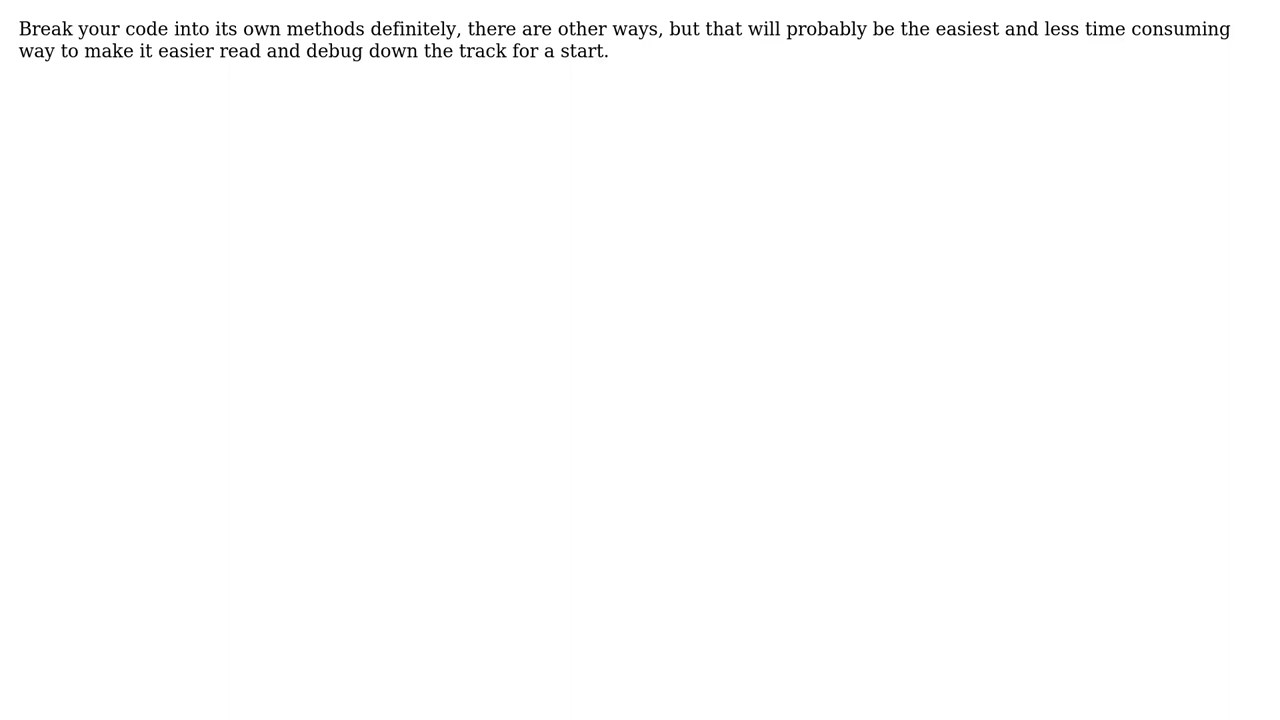 Break your code into its own methods definitely, there are other ways, but that will probably be the easiest and less time consuming
way to make it easier read and debug down the track for a start.